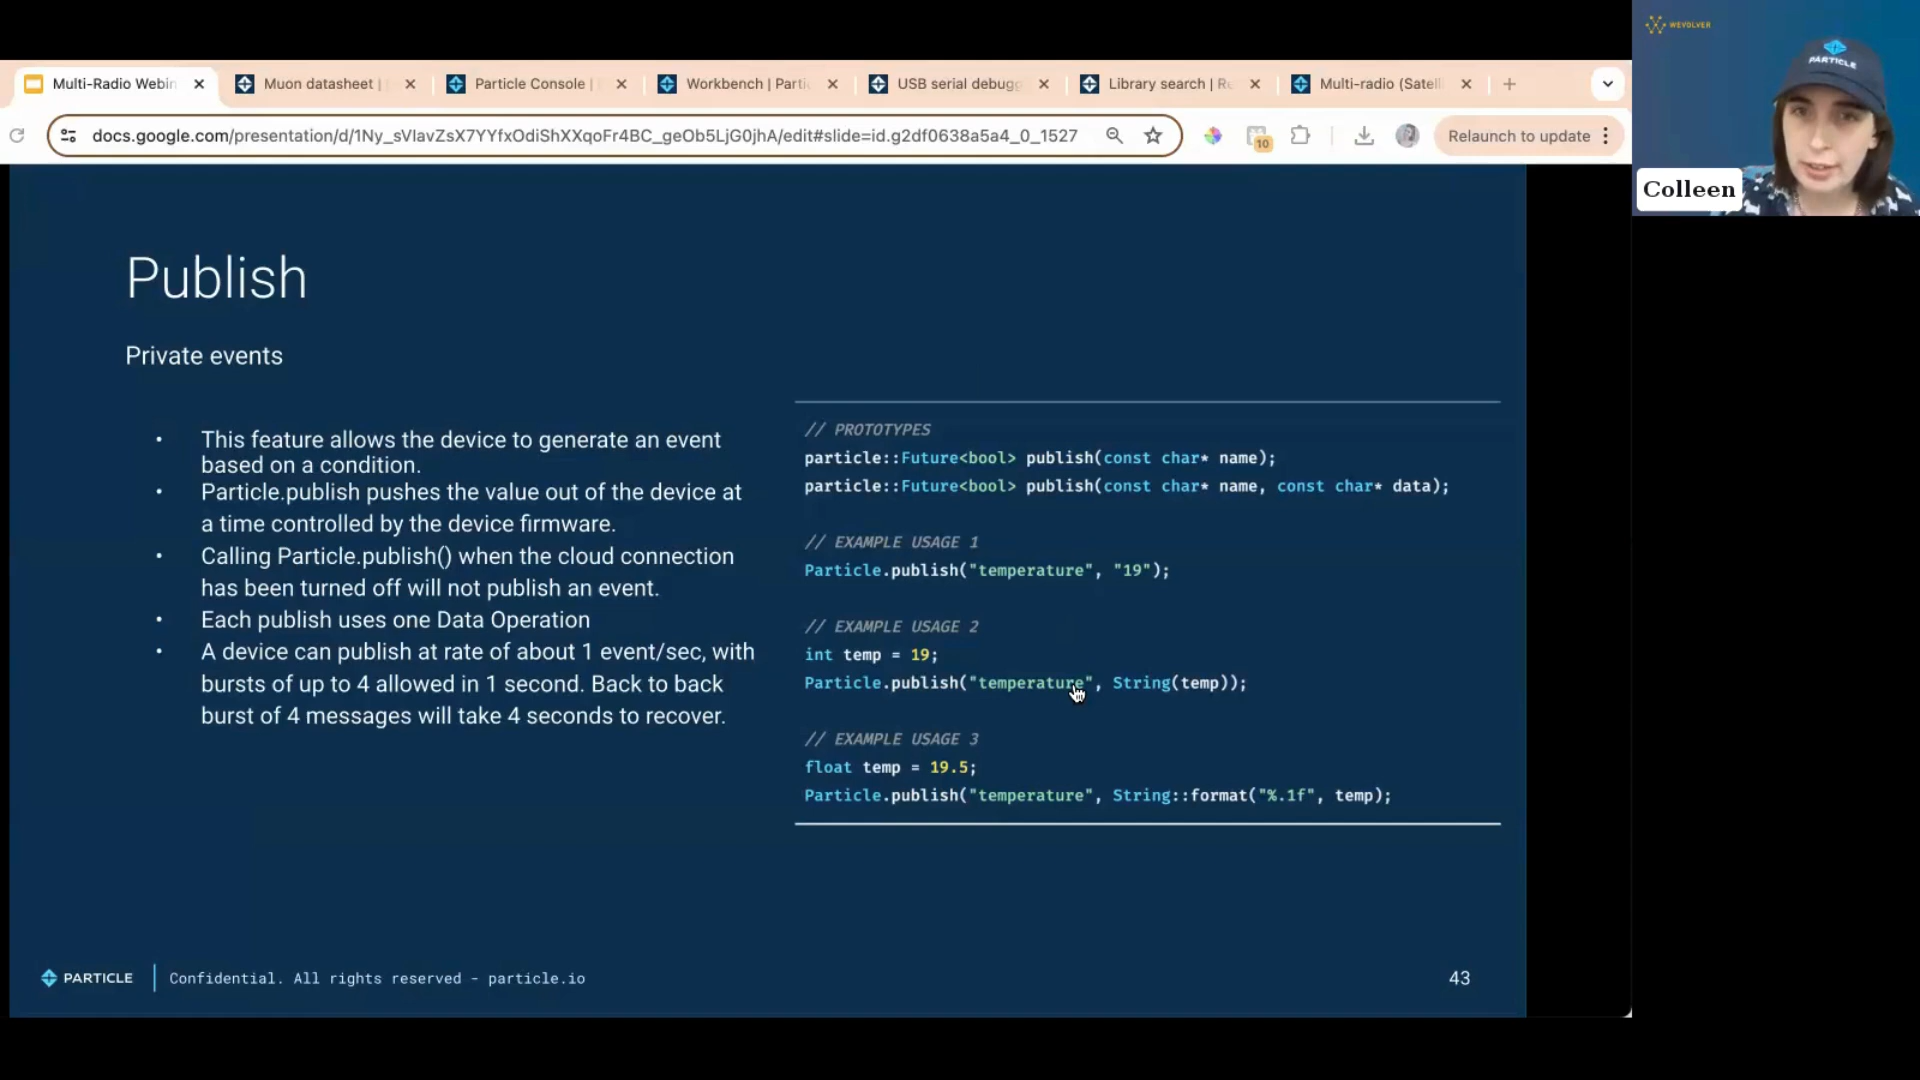 Multi-Radio Webin
Muon datasheet |
Particle Console |
Workbench | Partic
USB serial debugg
Library search | Re
Multi-radio (Satelli
docs.google.com/presentation/d/1Ny_sVlavZsX7YYfxOdiShXXqoFr4BC_geOb5LjG0jhA/edit#slide=id.g2df0638a5a4_0_1527
10
Relaunch to update
WEVOLVER
PARTICLE
Colleen
Publish
Private events
• This feature allows the device to generate an event
based on a condition.
• Particle.publish pushes the value out of the device at
a time controlled by the device firmware.
• Calling Particle.publish() when the cloud connection
has been turned off will not publish an event.
• Each publish uses one Data Operation
• A device can publish at rate of about 1 event/sec, with
bursts of up to 4 allowed in 1 second. Back to back
burst of 4 messages will take 4 seconds to recover.
// PROTOTYPES
particle::Future<bool> publish(const char* name);
particle::Future<bool> publish(const char* name, const char* data);
// EXAMPLE USAGE 1
Particle.publish("temperature", "19");
// EXAMPLE USAGE 2
int temp = 19;
Particle.publish("temperature", String(temp));
// EXAMPLE USAGE 3
float temp = 19.5;
Particle.publish("temperature", String::format("%.1f", temp);
PARTICLE
Confidential. All rights reserved - particle.io
43